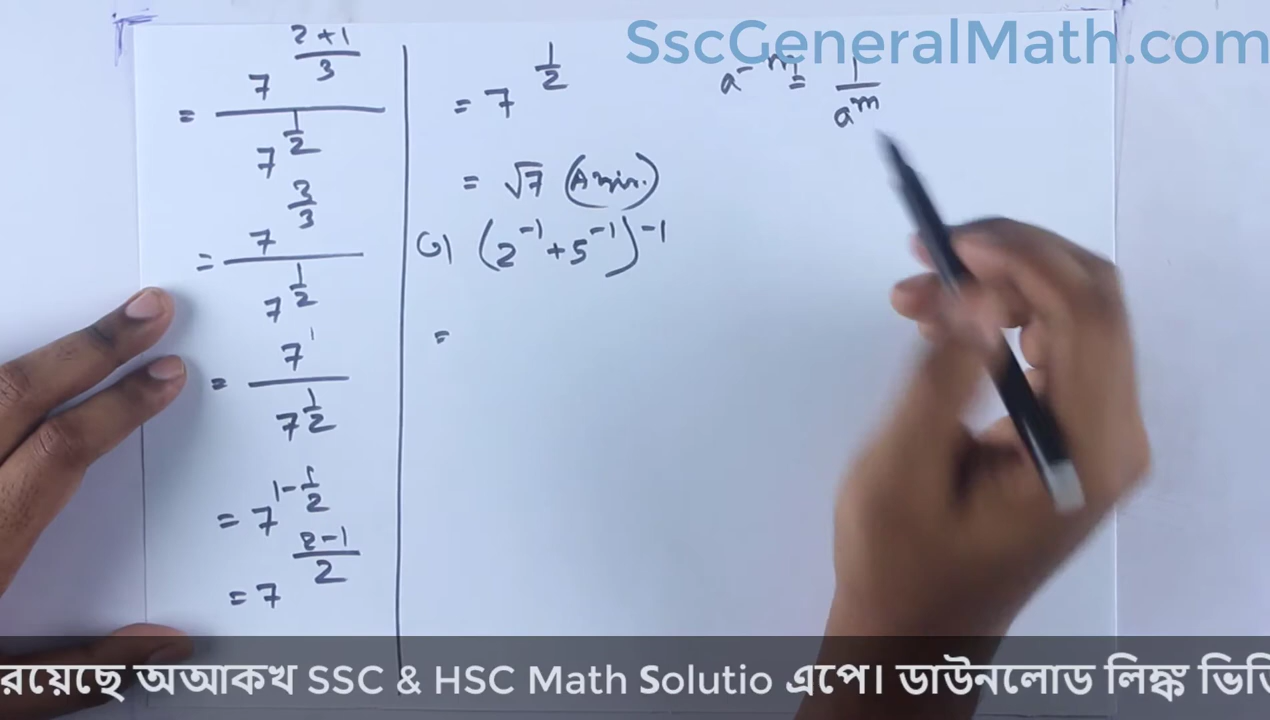 SscGeneralMath.com
= 7^((2+1)/3) / 7^(1/2)
= 7^(3/3) / 7^(1/2)
= 7^1 / 7^(1/2)
= 7^(1-1/2)
= 7^((2-1)/2)
= 7^(1/2)
= √7 (Ans.)
(2^-1 + 5^-1)^-1
=
a^-m = 1/a^m
রয়েছে অআকখ SSC & HSC Math Solutio এপে। ডাউনলোড লিঙ্ক ভিডি